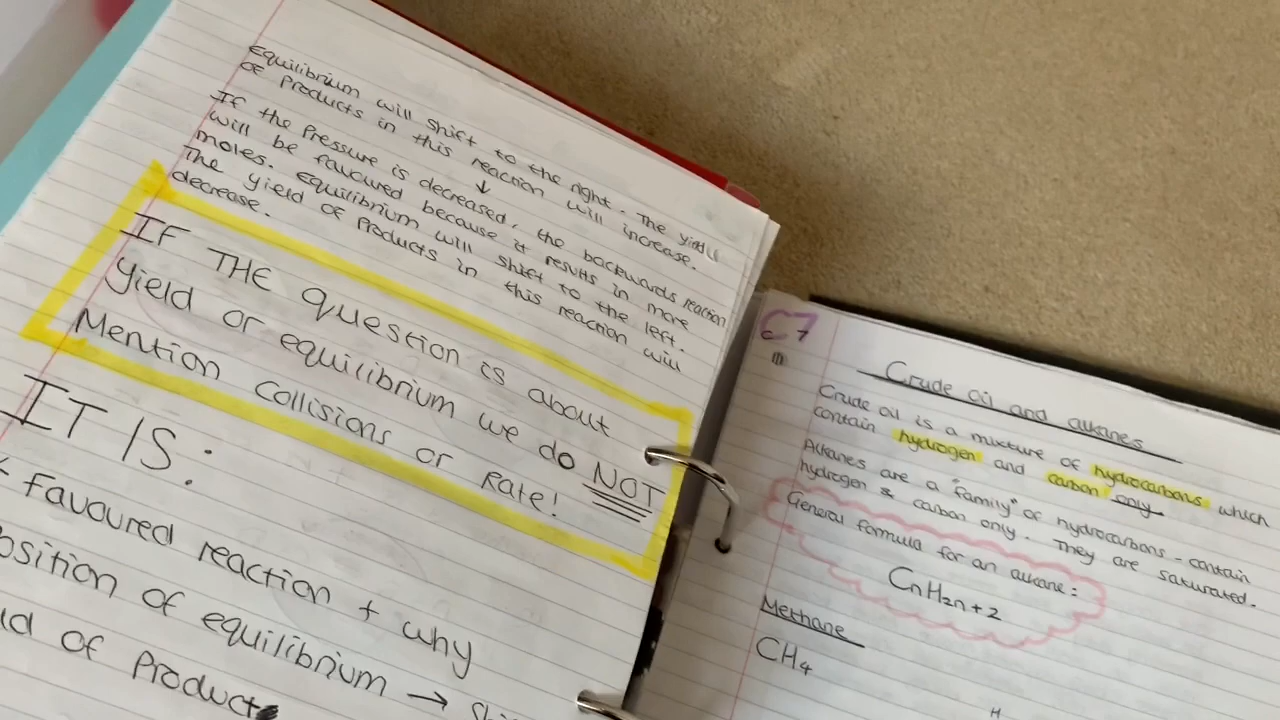 Equilibrium will shift to the right. The yield
of products in this reaction will increase.
↓
If the pressure is decreased, the backwards reaction
will be favoured because it results in more
moles. Equilibrium will shift to the left.
The yield of products in this reaction will
decrease.
IF THE question is about
yield or equilibrium we do NOT
Mention collisions or rate!
IT IS:
Favoured reaction + why
osition of equilibrium →
of product
C7
Crude oil and alkanes
Crude oil is a mixture of hydrocarbons which
contain hydrogen and carbon only.
Alkanes are a "family" of hydrocarbons - contain
hydrogen & carbon only. They are saturated.
General formula for an alkane:
CnH2n+2
Methane
CH4
H